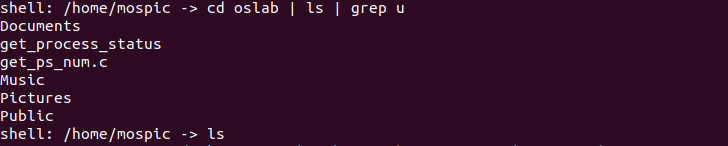 shell: /home/mospic -> cd oslab | ls | grep u
Documents
get_process_status
get_ps_num.c
Music
Pictures
Public
shell: /home/mospic -> ls